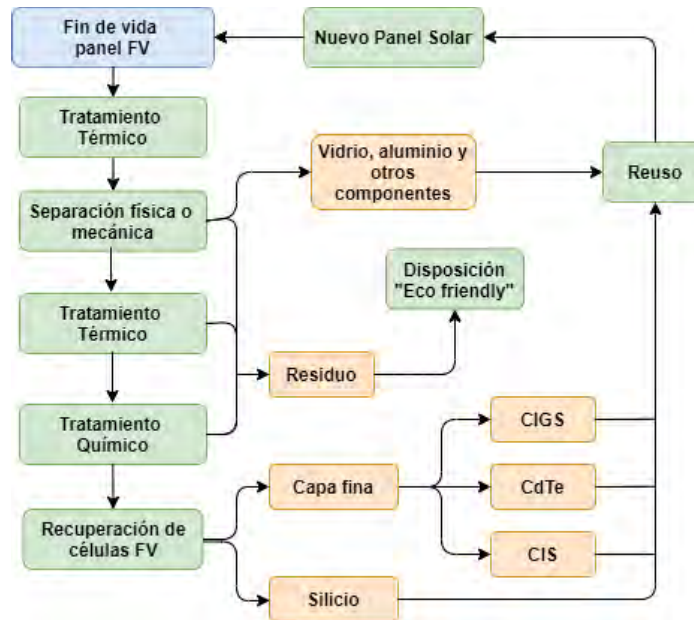 Fin de vida
panel FV
Nuevo Panel Solar
Tratamiento
Térmico
Vidrio, aluminio y
otros
componentes
Reuso
Separación física o
mecánica
Disposición
"Eco friendly"
Tratamiento
Térmico
Residuo
Tratamiento
Químico
CIGS
Capa fina
CdTe
Recuperación de
células FV
CIS
Silicio